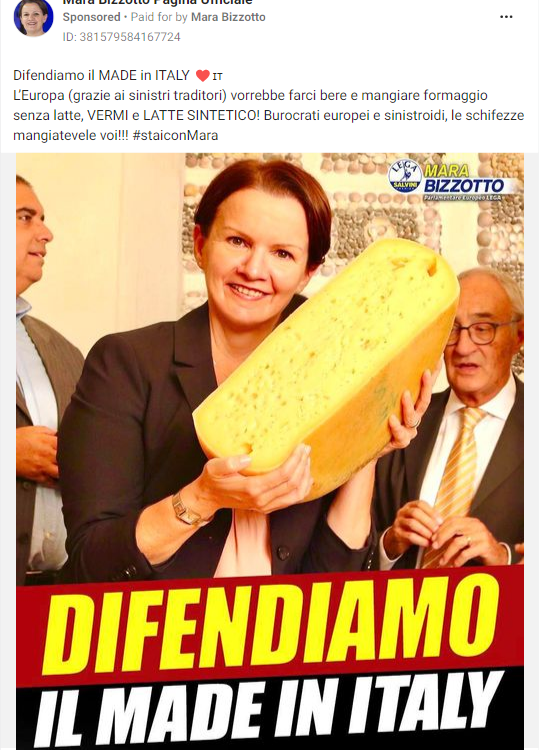 Mara Bizzotto Pagina Ufficiale
Sponsored • Paid for by Mara Bizzotto
ID: 381579584167724
Difendiamo il MADE in ITALY ❤️ IT
L'Europa (grazie ai sinistri traditori) vorrebbe farci bere e mangiare formaggio
senza latte, VERMI e LATTE SINTETICO! Burocrati europei e sinistroidi, le schifezze
mangiatevele voi!!! #staiconMara
LEGA
SALVINI
MARA
BIZZOTTO
Parlamentare Europeo LEGA
DIFENDIAMO
IL MADE IN ITALY